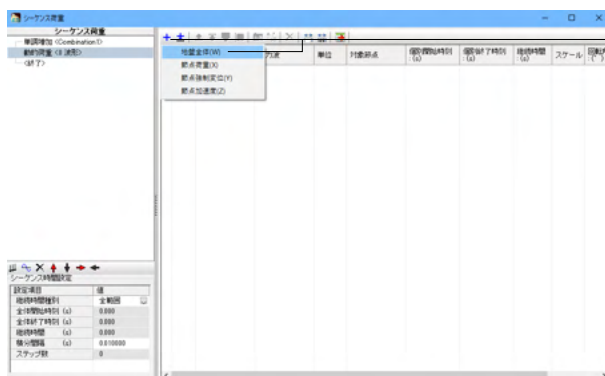 シーケンス荷重
シーケンス荷重
単調増加 <Combination1>
動的荷重 <0 波形>
<終了>
地盤全体(W)
節点荷重(X)
節点強制変位(Y)
節点加速度(Z)
力波 単位 対象節点 個別開始時刻(s) 個別終了時刻:(s) 継続時間(s) スケール
シーケンス時間設定
設定項目 値
継続時間種別 全範囲
全体開始時刻 (s) 0.000
全体終了時刻 (s) 0.000
継続時間 (s) 0.000
積分間隔 (s) 0.010000
ステップ数 0